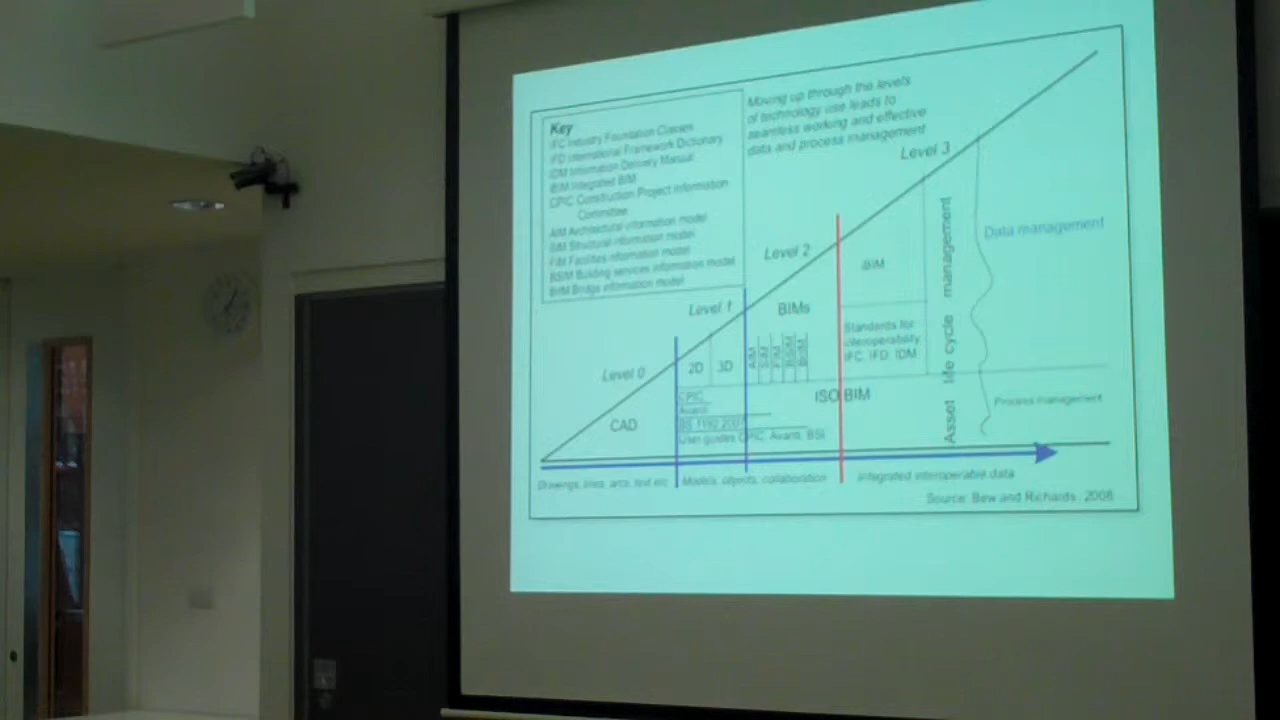 Key
IFC Industry Foundation Classes
IFD International Framework Dictionary
IDM Information Delivery Manual
iBIM Integrated BIM
CPIC Construction Project Information
Committee
AIM Architectural information model
SIM Structural information model
FIM Facilities information model
BSIM Building services information model
BrIM Bridge information model
Moving up through the levels
of technology use leads to
seamless working and effective
data and process management
Level 3
Level 2
Level 1
Level 0
iBIM
BIMs
Data management
Asset life cycle management
Standards for
interoperability
IFC, IFD, IDM
2D
3D
AIM
SIM
FIM
BSIM
BrIM
CAD
ISO BIM
CPIC
Avanti
BS 1192:2007
User guides CPIC, Avanti, BSI
Process management
Drawings, lines, arcs, text etc
Models, objects, collaboration
Integrated interoperable data
Source: Bew and Richards, 2008